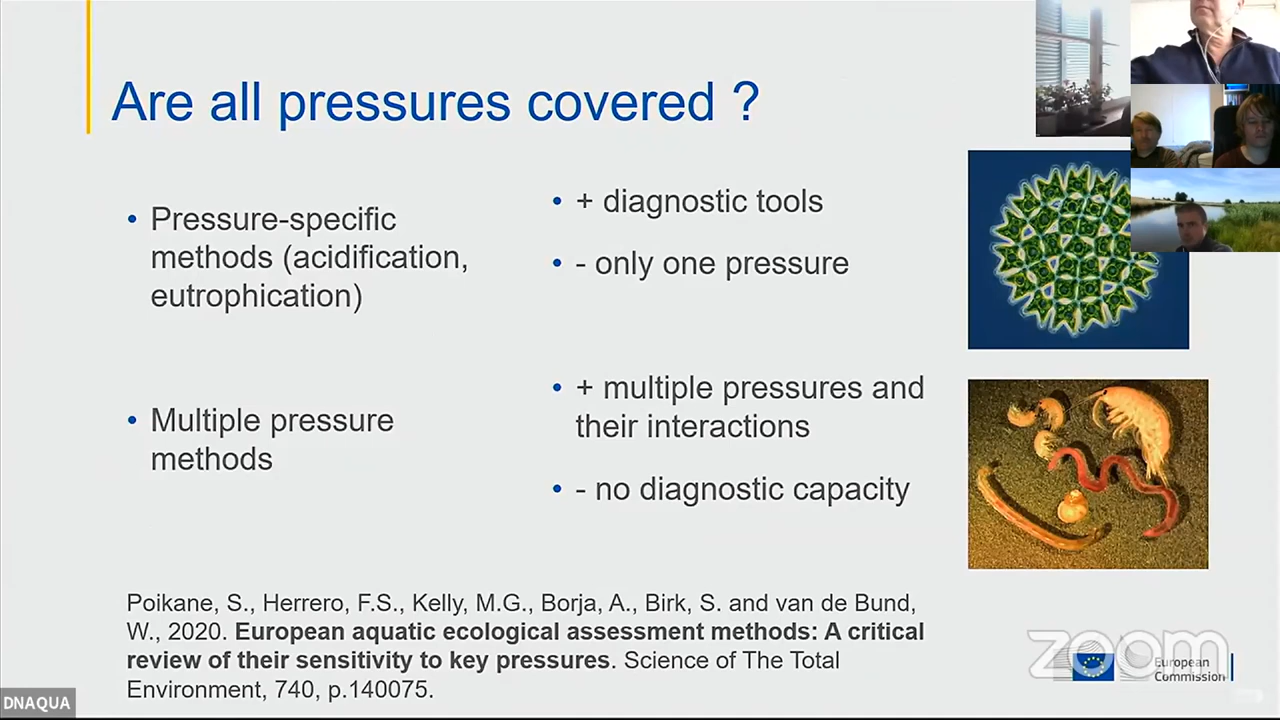 Are all pressures covered ?
• Pressure-specific
methods (acidification,
eutrophication)
• + diagnostic tools
• - only one pressure
• Multiple pressure
methods
• + multiple pressures and
their interactions
• - no diagnostic capacity
Poikane, S., Herrero, F.S., Kelly, M.G., Borja, A., Birk, S. and van de Bund,
W., 2020. European aquatic ecological assessment methods: A critical
review of their sensitivity to key pressures. Science of The Total
Environment, 740, p.140075.
zoom
European
Commission
DNAQUA